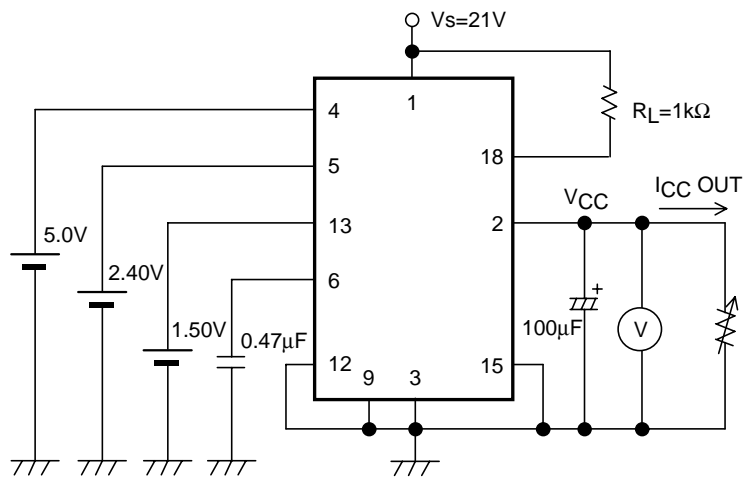 Vs=21V
1
4
RL=1kΩ
18
5
ICC OUT
VCC
13
2
5.0V
2.40V
6
+
1.50V
0.47µF
100µF
V
12
15
9
3